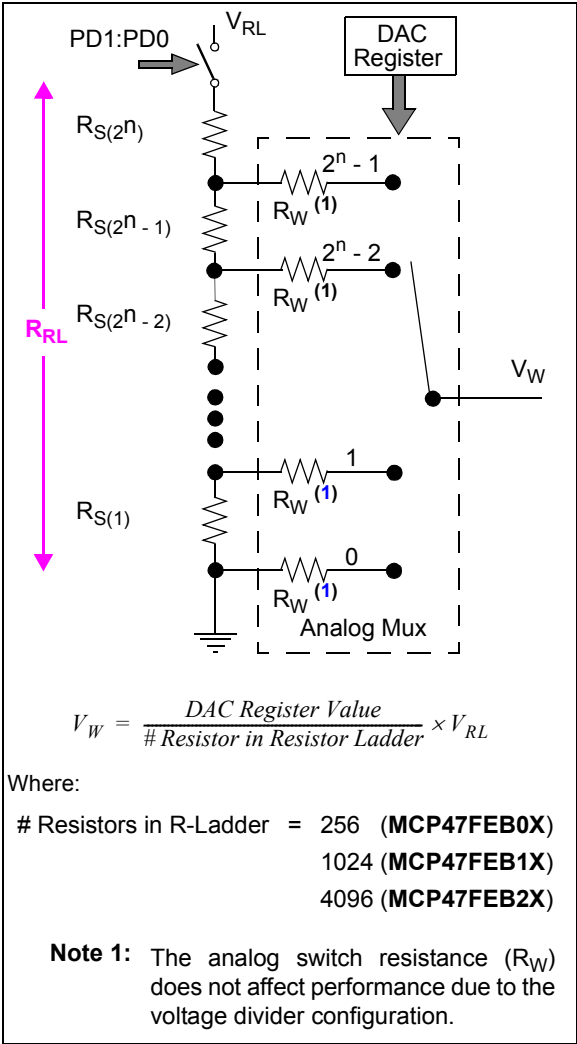 V_RL
PD1:PD0
DAC
Register
R_S(2^n)
2^n - 1
R_W (1)
R_S(2^n - 1)
2^n - 2
R_W (1)
R_S(2^n - 2)
R_RL
V_W
1
R_W (1)
R_S(1)
0
R_W (1)
Analog Mux
V_W = DAC Register Value / # Resistor in Resistor Ladder × V_RL
Where:
# Resistors in R-Ladder = 256 (MCP47FEB0X)
1024 (MCP47FEB1X)
4096 (MCP47FEB2X)
Note 1: The analog switch resistance (R_W)
does not affect performance due to the
voltage divider configuration.